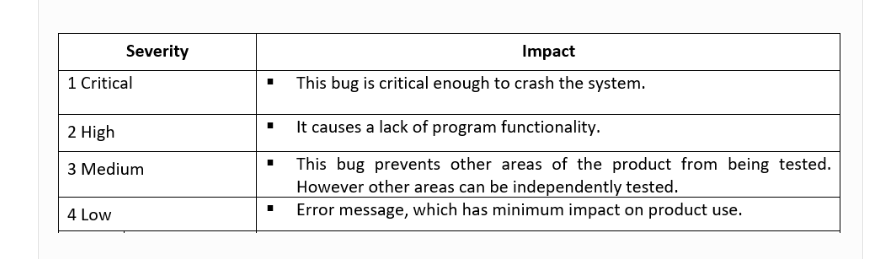 Severity Impact
1 Critical ▪ This bug is critical enough to crash the system.
2 High ▪ It causes a lack of program functionality.
3 Medium ▪ This bug prevents other areas of the product from being tested.
However other areas can be independently tested.
4 Low ▪ Error message, which has minimum impact on product use.